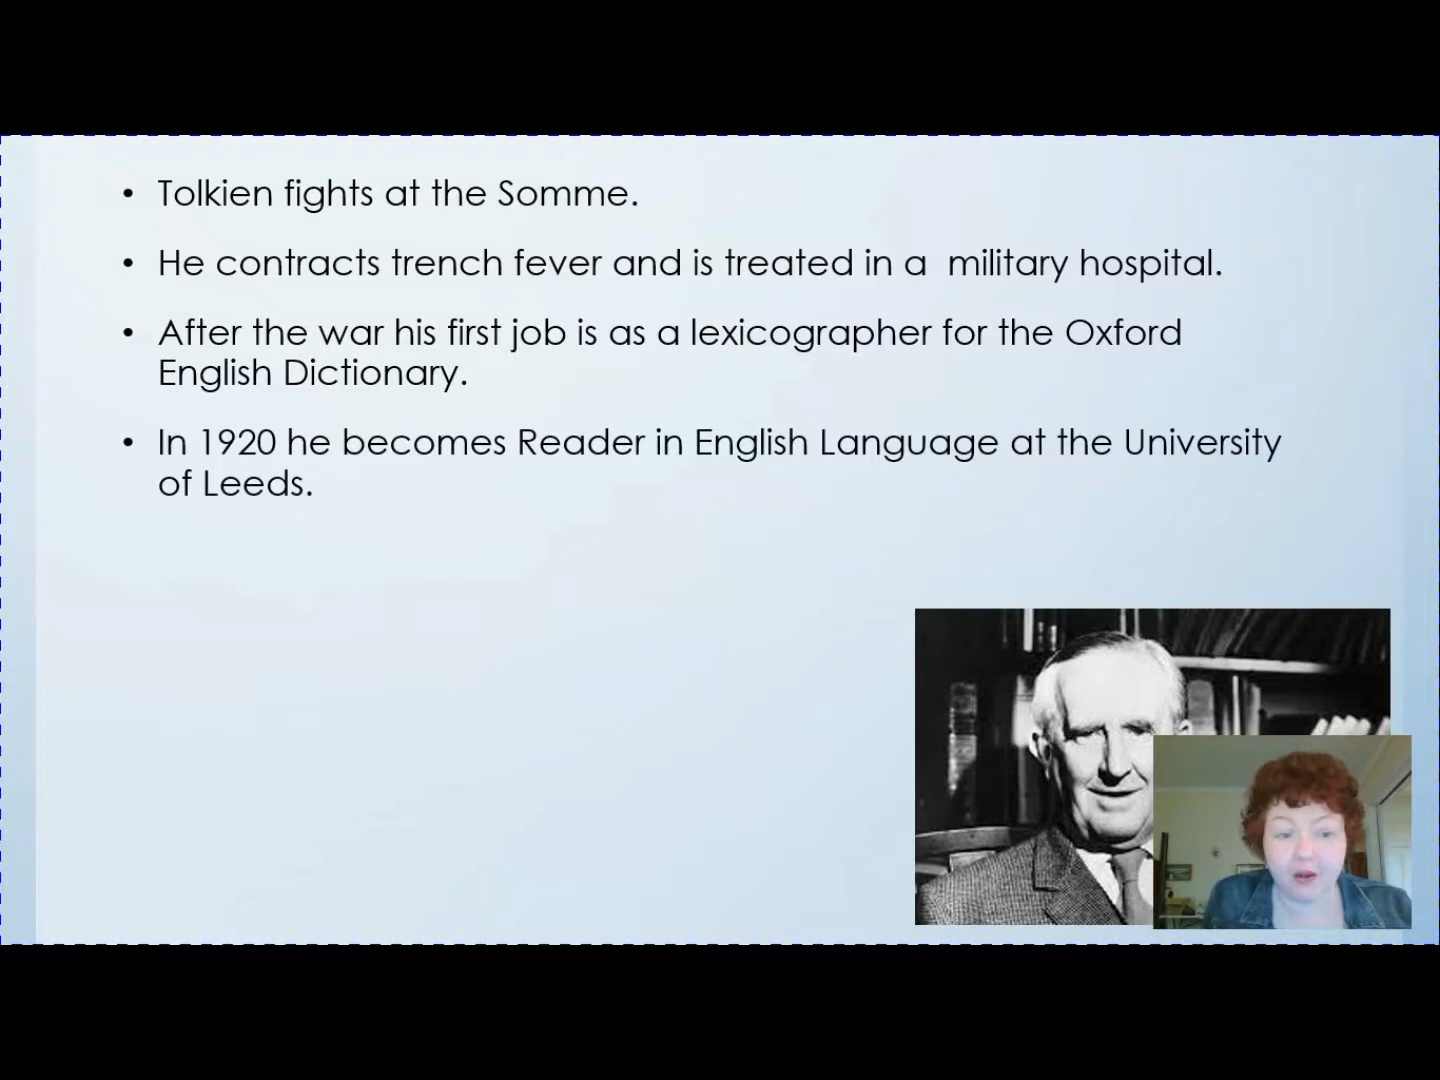 • Tolkien fights at the Somme.
• He contracts trench fever and is treated in a  military hospital.
• After the war his first job is as a lexicographer for the Oxford
English Dictionary.
• In 1920 he becomes Reader in English Language at the University
of Leeds.